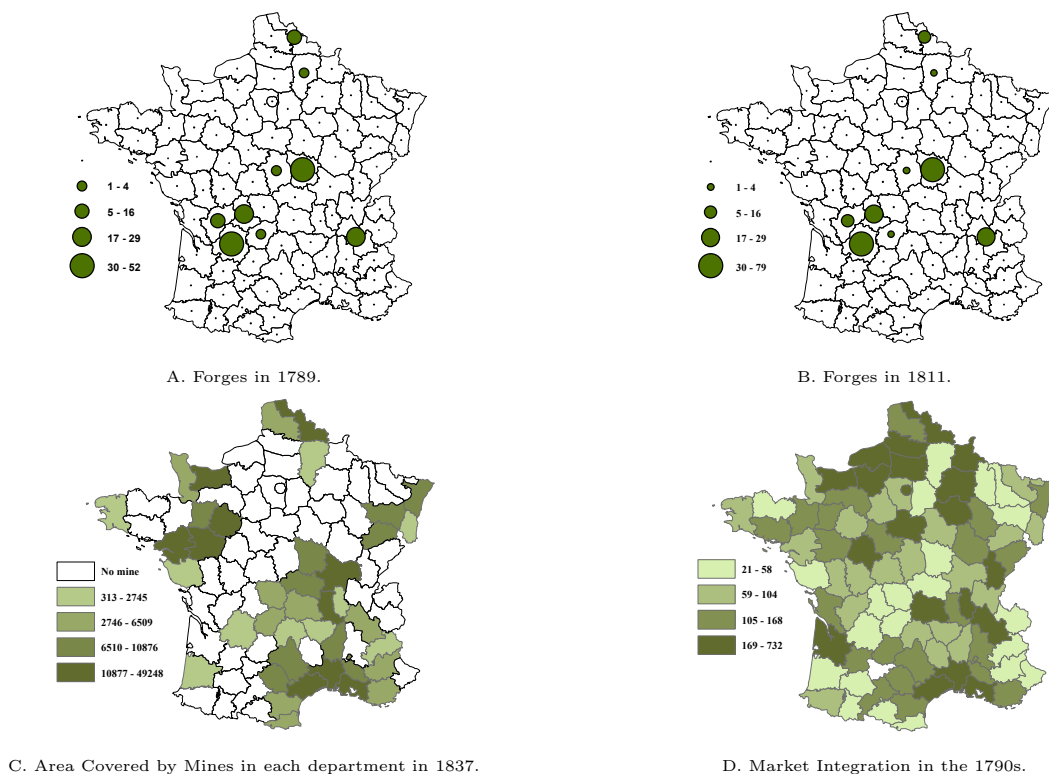 1 - 4
5 - 16
17 - 29
30 - 52
A. Forges in 1789.
1 - 4
5 - 16
17 - 29
30 - 79
B. Forges in 1811.
No mine
313 - 2745
2746 - 6509
6510 - 10876
10877 - 49248
C. Area Covered by Mines in each department in 1837.
21 - 58
59 - 104
105 - 168
169 - 732
D. Market Integration in the 1790s.